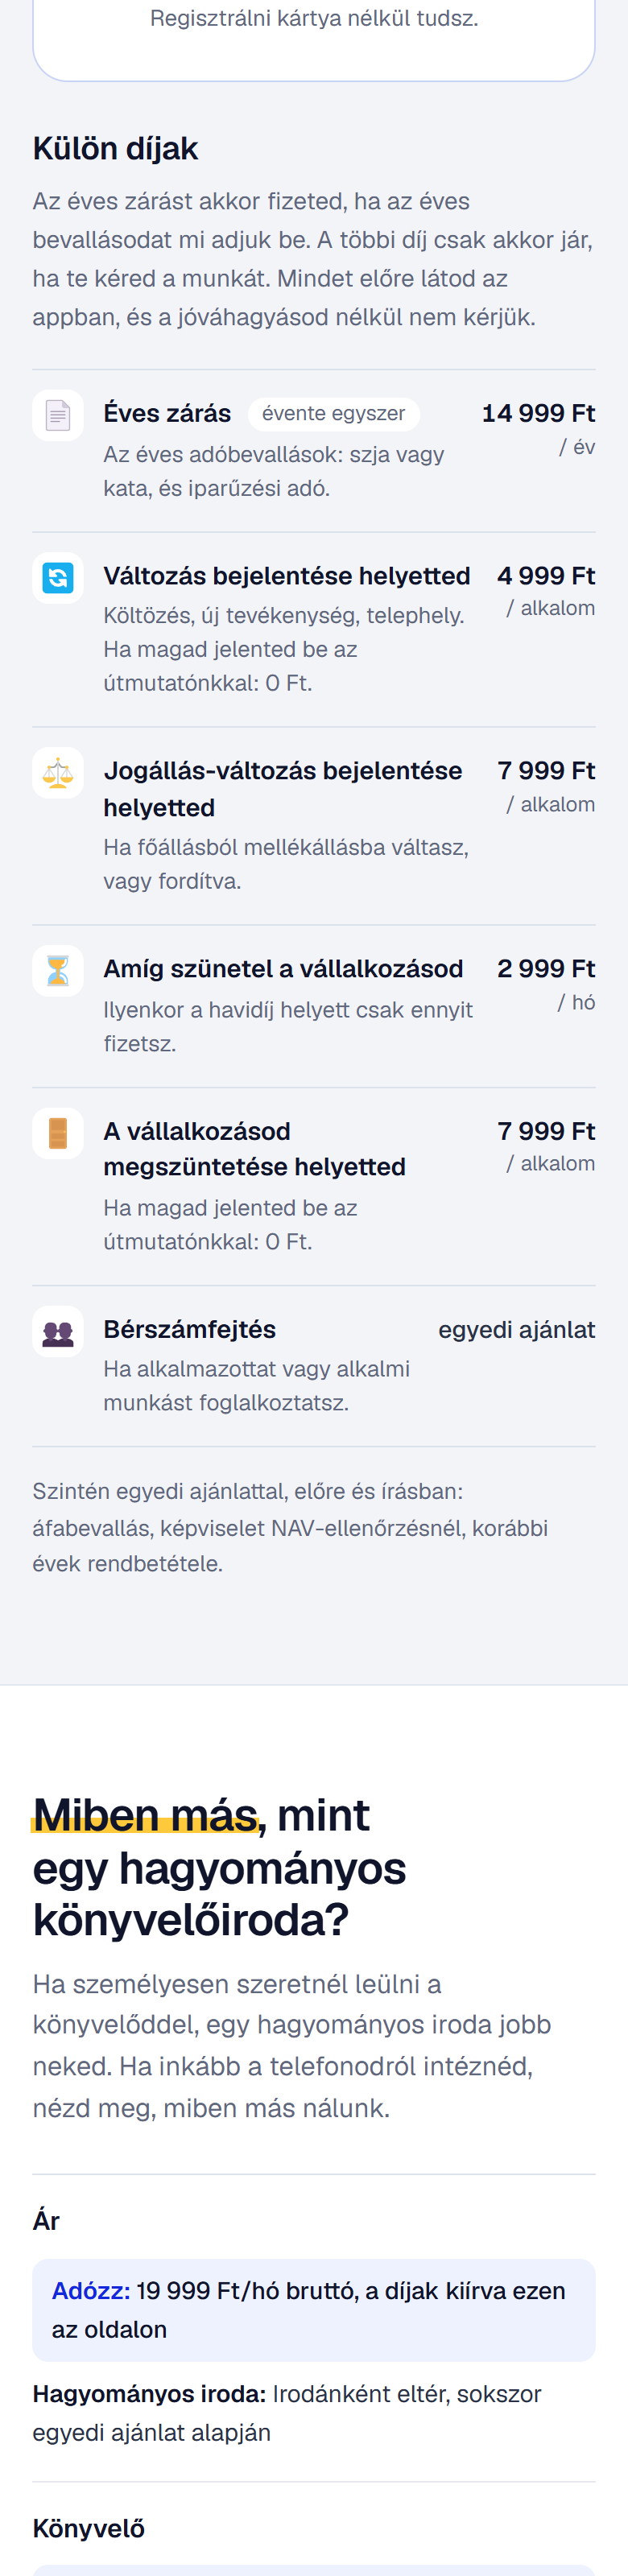 Regisztrálni kártya nélkül tudsz.
Külön díjak
Az éves zárást akkor fizeted, ha az éves
bevallásodat mi adjuk be. A többi díj csak akkor jár,
ha te kéred a munkát. Mindet előre látod az
appban, és a jóváhagyásod nélkül nem kérjük.
Éves zárás évente egyszer 14 999 Ft
/ év
Az éves adóbevallások: szja vagy
kata, és iparűzési adó.
Változás bejelentése helyetted 4 999 Ft
/ alkalom
Költözés, új tevékenység, telephely.
Ha magad jelented be az
útmutatónkkal: 0 Ft.
Jogállás-változás bejelentése 7 999 Ft
helyetted / alkalom
Ha főállásból mellékállásba váltasz,
vagy fordítva.
Amíg szünetel a vállalkozásod 2 999 Ft
/ hó
Ilyenkor a havidíj helyett csak ennyit
fizetsz.
A vállalkozásod 7 999 Ft
megszüntetése helyetted / alkalom
Ha magad jelented be az
útmutatónkkal: 0 Ft.
Bérszámfejtés egyedi ajánlat
Ha alkalmazottat vagy alkalmi
munkást foglalkoztatsz.
Szintén egyedi ajánlattal, előre és írásban:
áfabevallás, képviselet NAV-ellenőrzésnél, korábbi
évek rendbetétele.
Miben más, mint
egy hagyományos
könyvelőiroda?
Ha személyesen szeretnél leülni a
könyvelőddel, egy hagyományos iroda jobb
neked. Ha inkább a telefonodról intéznéd,
nézd meg, miben más nálunk.
Ár
Adózz: 19 999 Ft/hó bruttó, a díjak kiírva ezen
az oldalon
Hagyományos iroda: Irodánként eltér, sokszor
egyedi ajánlat alapján
Könyvelő